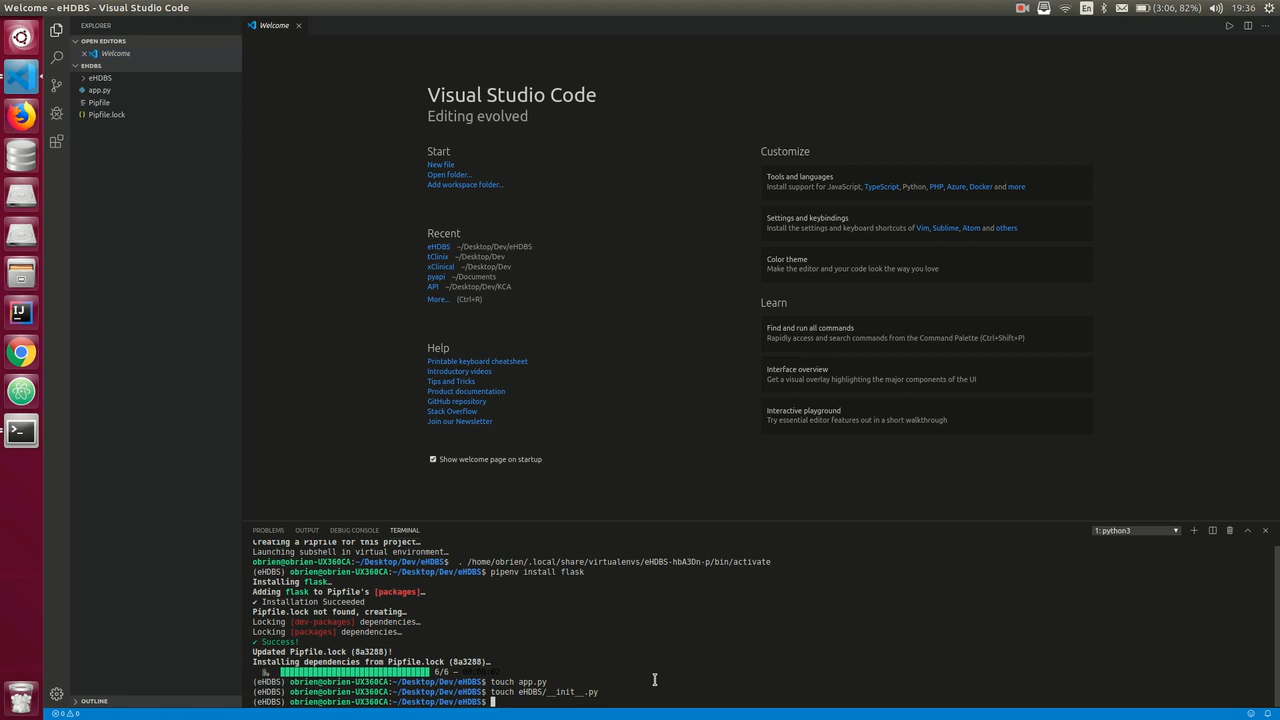 Welcome - eHDBS - Visual Studio Code
En
(3:06, 82%)
19:36
EXPLORER
OPEN EDITORS
Welcome
EHDBS
eHDBS
app.py
Pipfile
Pipfile.lock
OUTLINE
Welcome
Visual Studio Code
Editing evolved
Start
New file
Open folder...
Add workspace folder...
Recent
eHDBS ~/Desktop/Dev/eHDBS
tClinix ~/Desktop/Dev
xClinical ~/Desktop/Dev
pyapi ~/Documents
API ~/Desktop/Dev/KCA
More... (Ctrl+R)
Help
Printable keyboard cheatsheet
Introductory videos
Tips and Tricks
Product documentation
GitHub repository
Stack Overflow
Join our Newsletter
Show welcome page on startup
Customize
Tools and languages
Install support for JavaScript, TypeScript, Python, PHP, Azure, Docker and more
Settings and keybindings
Install the settings and keyboard shortcuts of Vim, Sublime, Atom and others
Color theme
Make the editor and your code look the way you love
Learn
Find and run all commands
Rapidly access and search commands from the Command Palette (Ctrl+Shift+P)
Interface overview
Get a visual overlay highlighting the major components of the UI
Interactive playground
Try essential editor features out in a short walkthrough
PROBLEMS OUTPUT DEBUG CONSOLE TERMINAL
1: python3
Creating a Pipfile for this project…
Launching subshell in virtual environment…
obrien@obrien-UX360CA:~/Desktop/Dev/eHDBS$ . /home/obrien/.local/share/virtualenvs/eHDBS-hbA3Dn-p/bin/activate
(eHDBS) obrien@obrien-UX360CA:~/Desktop/Dev/eHDBS$ pipenv install flask
Installing flask…
Adding flask to Pipfile's [packages]…
✔ Installation Succeeded
Pipfile.lock not found, creating…
Locking [dev-packages] dependencies…
Locking [packages] dependencies…
✔ Success!
Updated Pipfile.lock (8a3288)!
Installing dependencies from Pipfile.lock (8a3288)…
6/6 —
(eHDBS) obrien@obrien-UX360CA:~/Desktop/Dev/eHDBS$ touch app.py
(eHDBS) obrien@obrien-UX360CA:~/Desktop/Dev/eHDBS$ touch eHDBS/__init__.py
(eHDBS) obrien@obrien-UX360CA:~/Desktop/Dev/eHDBS$
0 0